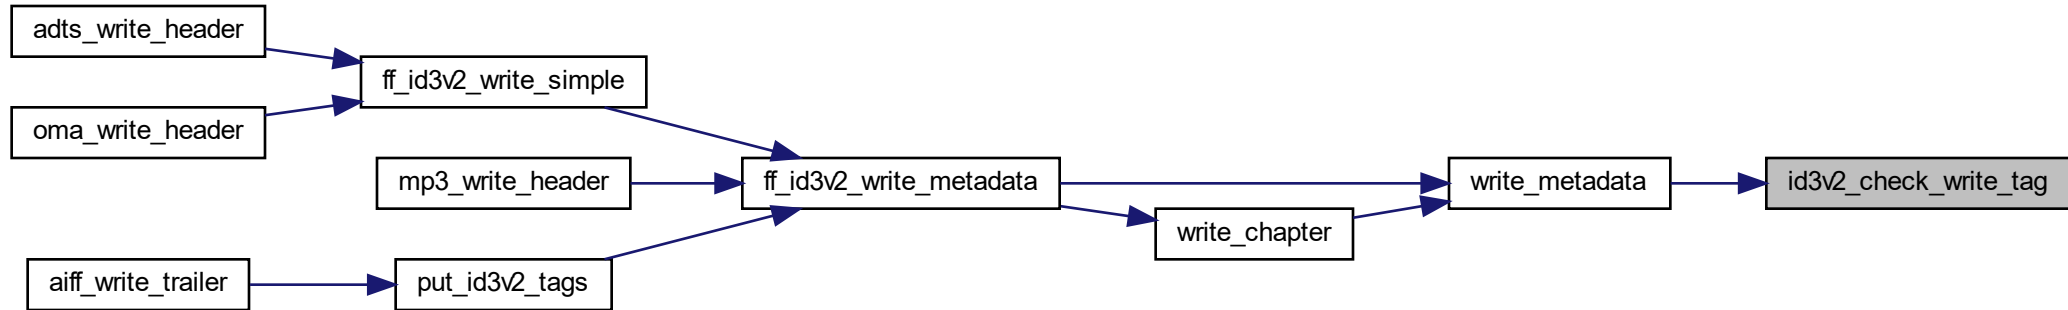 adts_write_header
ff_id3v2_write_simple
oma_write_header
mp3_write_header
ff_id3v2_write_metadata
write_metadata
id3v2_check_write_tag
write_chapter
aiff_write_trailer
put_id3v2_tags